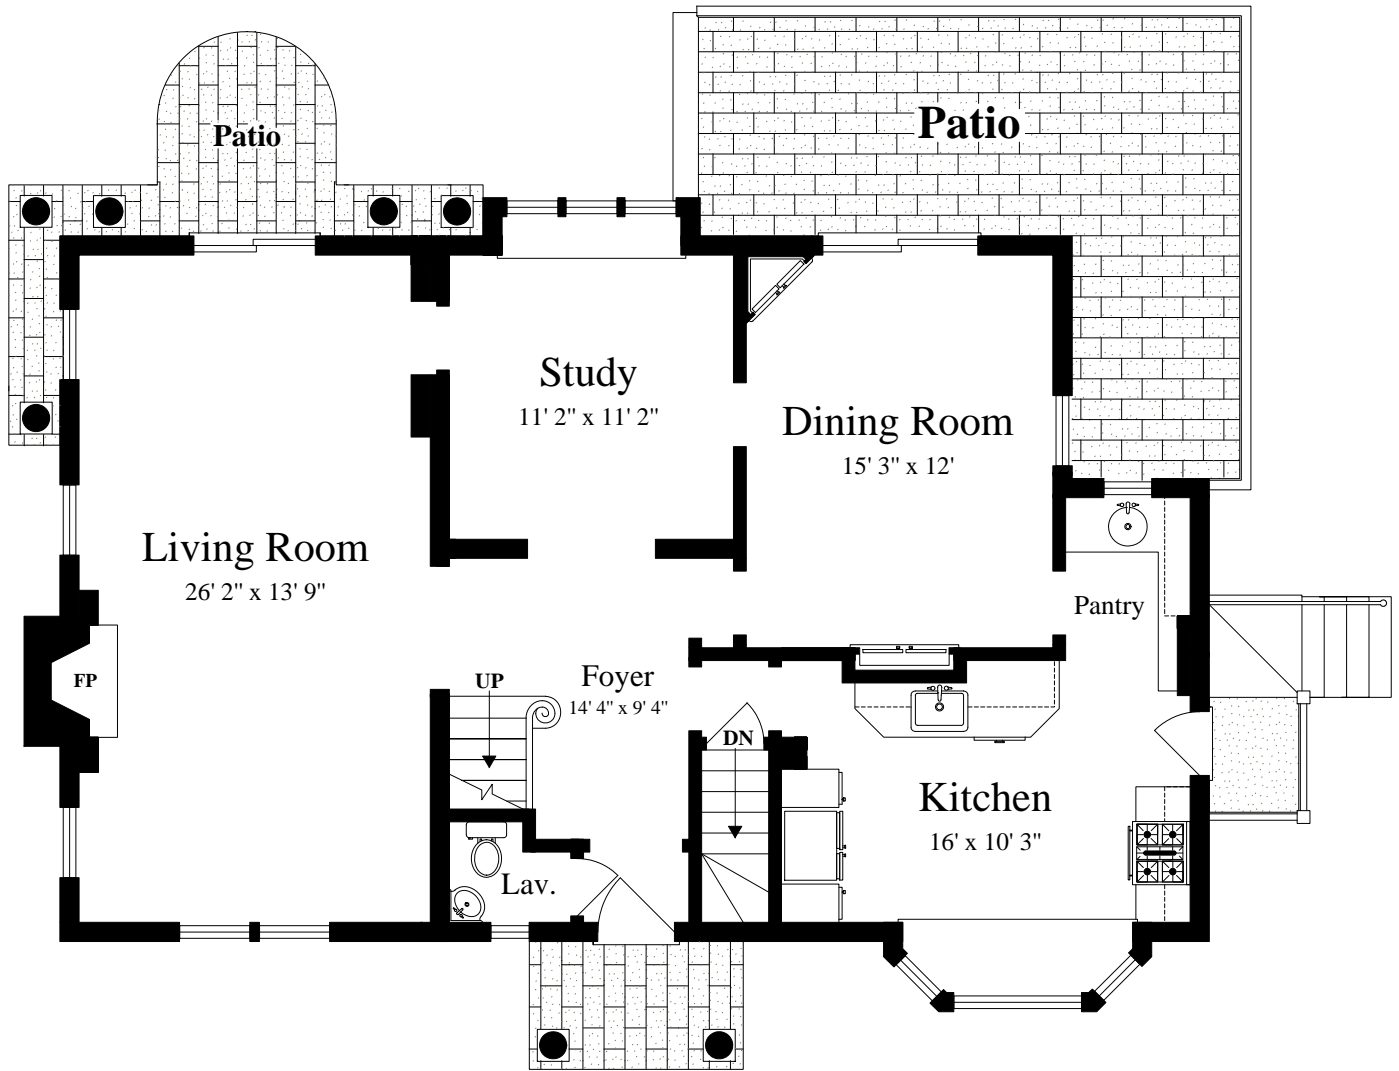 Patio
Patio
Study
11' 2" x 11' 2"
Dining Room
15' 3" x 12'
Living Room
26' 2" x 13' 9"
Pantry
FP
UP
Foyer
14' 4" x 9' 4"
DN
Kitchen
16' x 10' 3"
Lav.